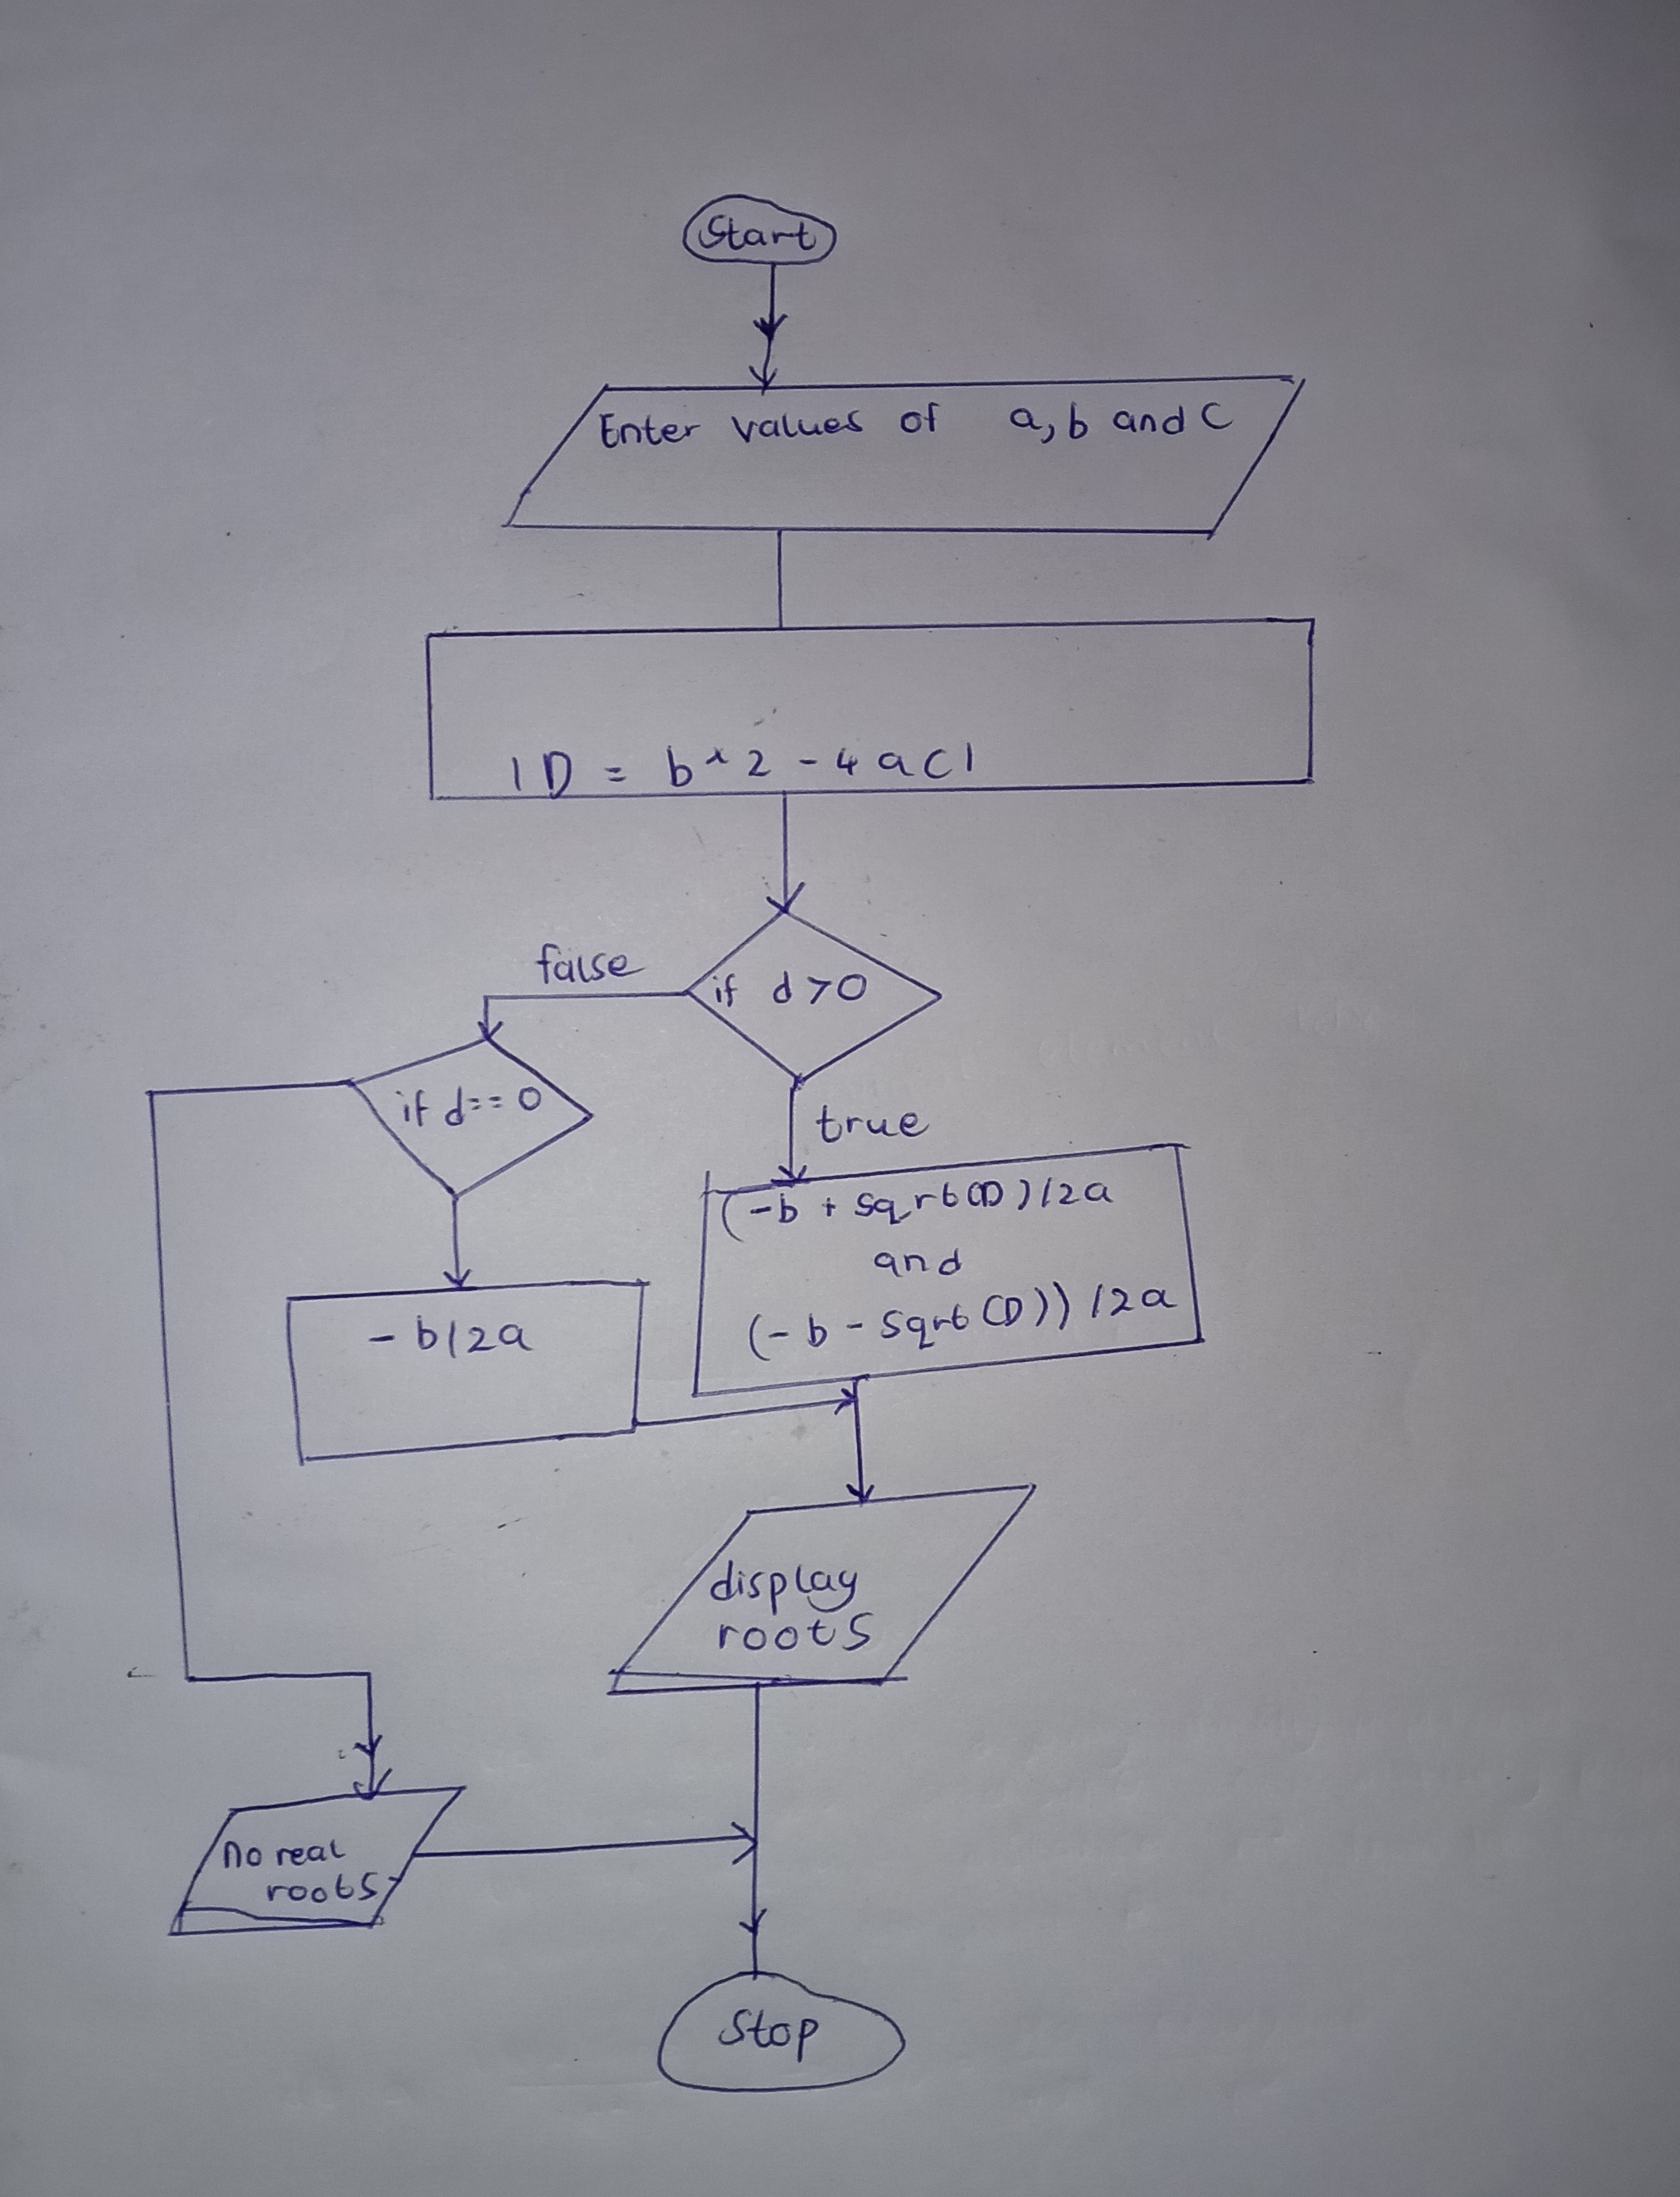 Start
Enter values of a, b and C
| D = b^2 - 4 a c |
false
if d > 0
if d == 0
true
(-b + sqrt(D)/2a
and
(-b - sqrt(D))/2a
-b/2a
display
roots
no real
roots
Stop